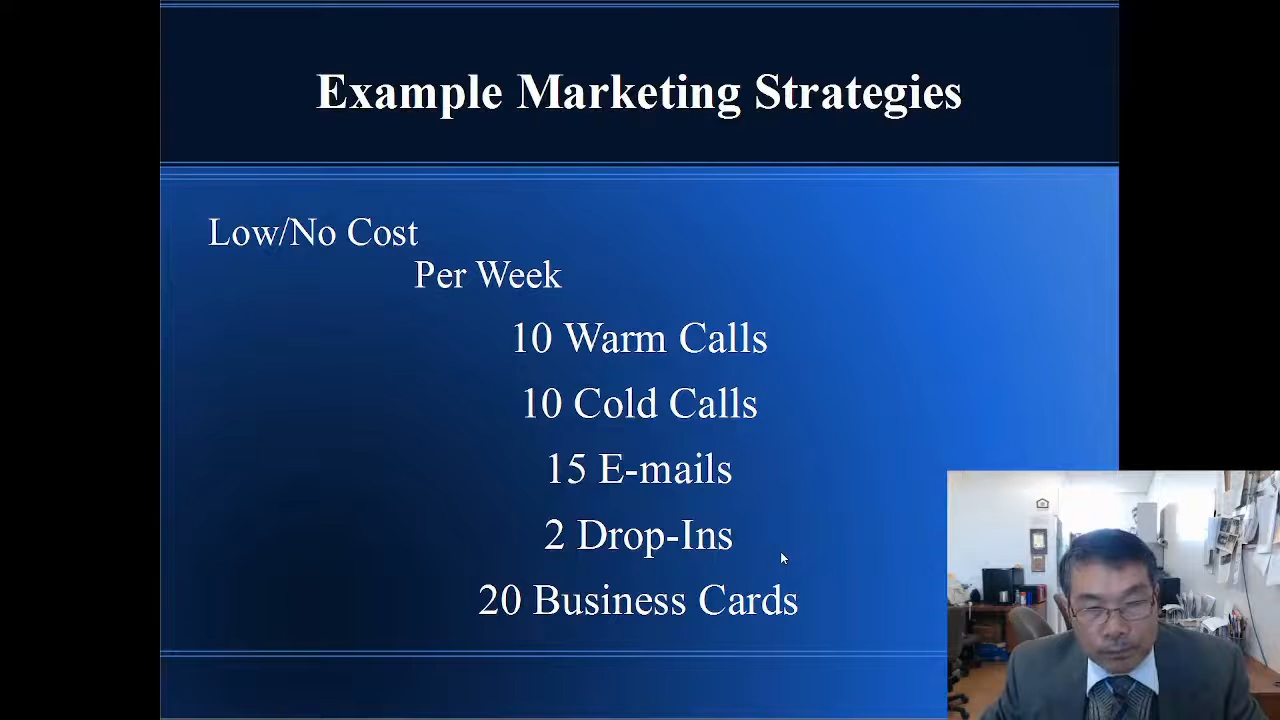 Example Marketing Strategies
Low/No Cost
Per Week
10 Warm Calls
10 Cold Calls
15 E-mails
2 Drop-Ins
20 Business Cards